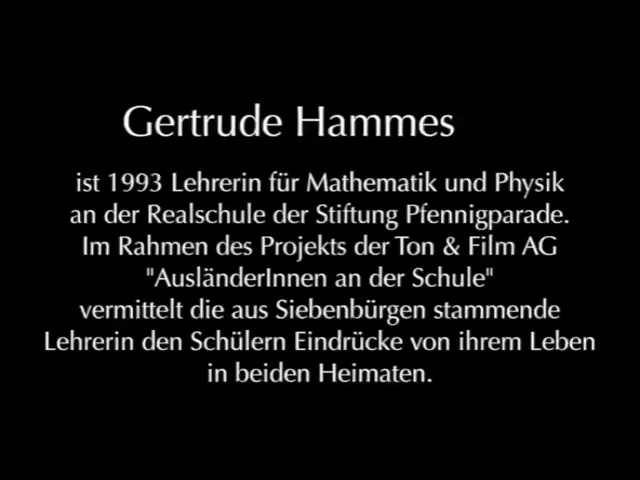 Gertrude Hammes
ist 1993 Lehrerin für Mathematik und Physik
an der Realschule der Stiftung Pfennigparade.
Im Rahmen des Projekts der Ton & Film AG
"AusländerInnen an der Schule"
vermittelt die aus Siebenbürgen stammende
Lehrerin den Schülern Eindrücke von ihrem Leben
in beiden Heimaten.